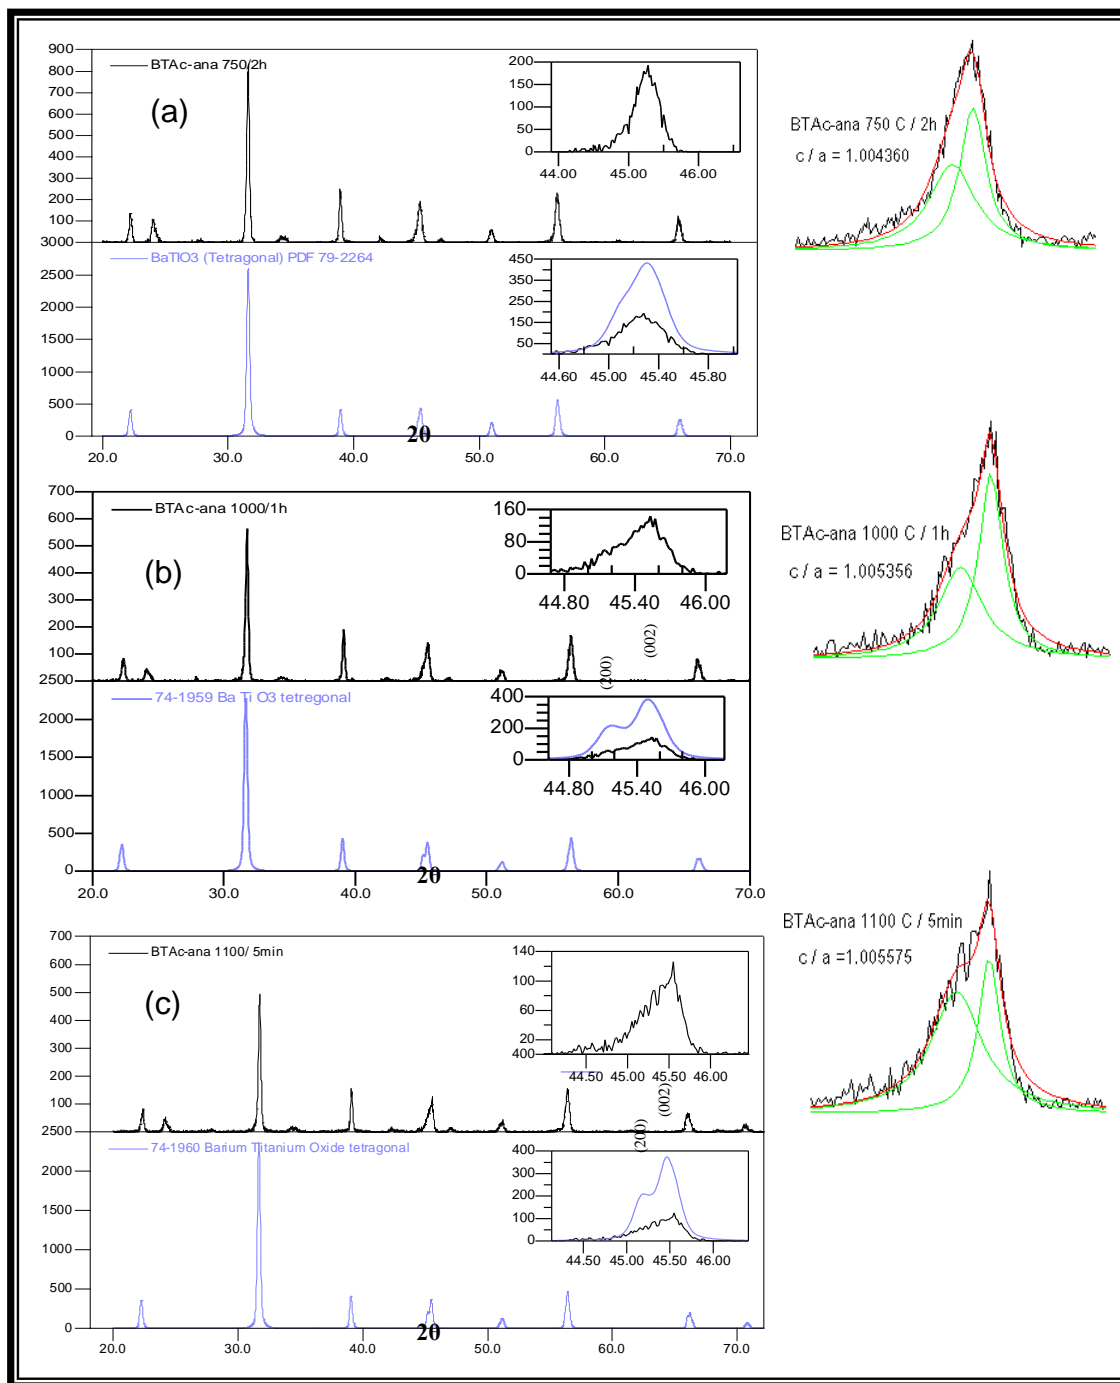 900
800
700
600
500
400
300
200
100
3000
BTAc-ana 750/2h
(a)
200
150
100
50
0
44.00 45.00 46.00
BTAc-ana 750 C / 2h
c / a = 1.004360
2500
2000
1500
1000
500
0
BaTIO3 (Tetragonal) PDF 79-2264
450
350
250
150
50
44.60 45.00 45.40 45.80
20.0 30.0 40.0 50.0 60.0 70.0
2θ
700
600
500
400
300
200
100
2500
BTAc-ana 1000/1h
(b)
160
80
0
44.80 45.40 46.00
(002)
(200)
BTAc-ana 1000 C / 1h
c / a = 1.005356
2000
1500
1000
500
0
74-1959 Ba Ti O3 tetregonal
400
200
0
44.80 45.40 46.00
20.0 30.0 40.0 50.0 60.0 70.0
2θ
700
600
500
400
300
200
100
2500
BTAc-ana 1100/ 5min
(c)
140
120
100
80
60
20
400
44.50 45.00 45.50 46.00
(002)
(200)
BTAc-ana 1100 C / 5min
c / a =1.005575
2000
1500
1000
500
0
74-1960 Barium Titanium Oxide tetragonal
400
300
200
100
0
44.50 45.00 45.50 46.00
20.0 30.0 40.0 50.0 60.0 70.0
2θ